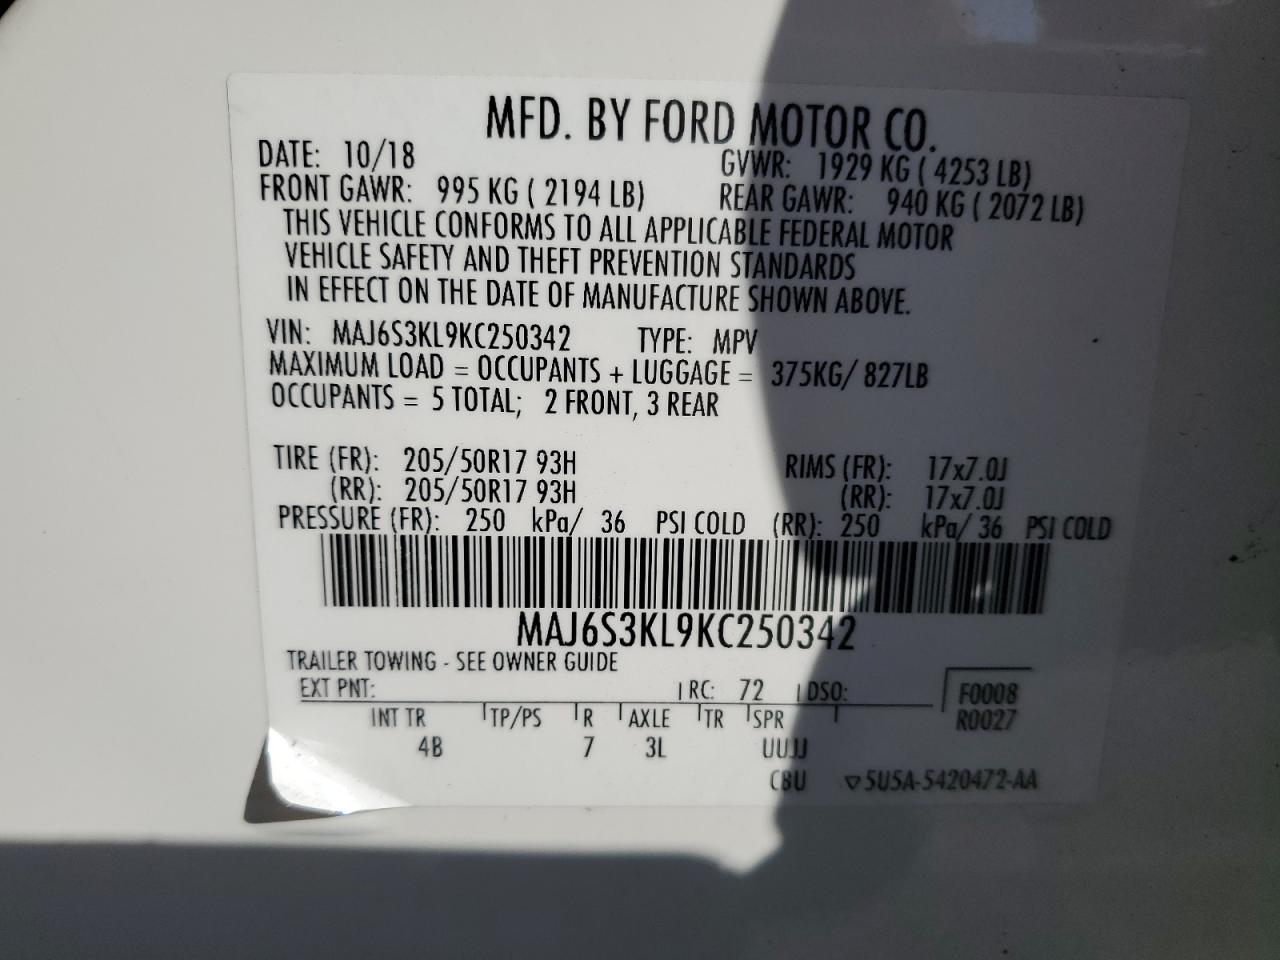 MFD. BY FORD MOTOR CO.
DATE: 10/18 GVWR: 1929 KG ( 4253 LB)
FRONT GAWR: 995 KG ( 2194 LB) REAR GAWR: 940 KG ( 2072 LB)
THIS VEHICLE CONFORMS TO ALL APPLICABLE FEDERAL MOTOR
VEHICLE SAFETY AND THEFT PREVENTION STANDARDS
IN EFFECT ON THE DATE OF MANUFACTURE SHOWN ABOVE.
VIN: MAJ6S3KL9KC250342 TYPE: MPV
MAXIMUM LOAD = OCCUPANTS + LUGGAGE = 375KG/ 827LB
OCCUPANTS = 5 TOTAL; 2 FRONT, 3 REAR
TIRE (FR): 205/50R17 93H RIMS (FR): 17x7.0J
(RR): 205/50R17 93H (RR): 17x7.0J
PRESSURE (FR): 250 kPa/ 36 PSI COLD (RR): 250 kPa/ 36 PSI COLD
MAJ6S3KL9KC250342
TRAILER TOWING - SEE OWNER GUIDE
EXT PNT: RC: 72 DSO: F0008
INT TR TP/PS R AXLE TR SPR R0027
4B 7 3L UUJJ
CBU ▽5U5A-5420472-AA